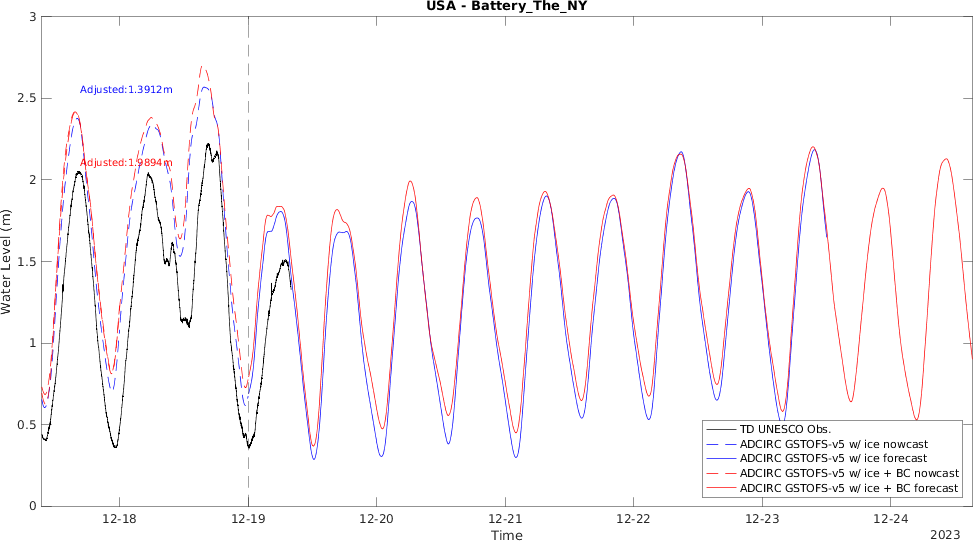 USA - Battery_The_NY
3
2.5
2
1.5
1
0.5
0
Water Level (m)
Adjusted:1.3912m
Adjusted:1.9894m
TD UNESCO Obs.
ADCIRC GSTOFS-v5 w/ ice nowcast
ADCIRC GSTOFS-v5 w/ ice forecast
ADCIRC GSTOFS-v5 w/ ice + BC nowcast
ADCIRC GSTOFS-v5 w/ ice + BC forecast
12-18 12-19 12-20 12-21 12-22 12-23 12-24
Time
2023